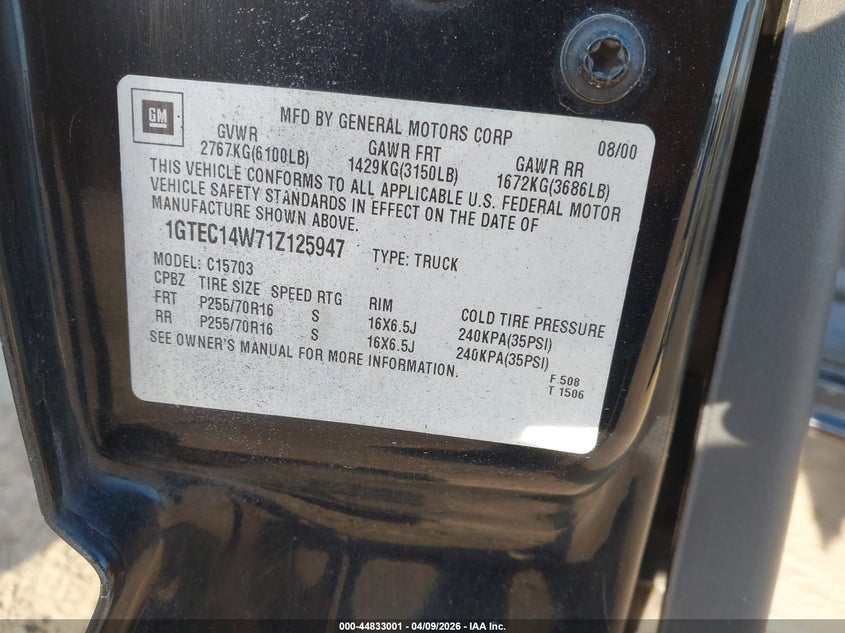 GM
MFD BY GENERAL MOTORS CORP 08/00
GVWR GAWR FRT GAWR RR
2767KG(6100LB) 1429KG(3150LB) 1672KG(3686LB)
THIS VEHICLE CONFORMS TO ALL APPLICABLE U.S. FEDERAL MOTOR
VEHICLE SAFETY STANDARDS IN EFFECT ON THE DATE OF
MANUFACTURE SHOWN ABOVE.
1GTEC14W71Z125947 TYPE: TRUCK
MODEL: C15703
CPBZ TIRE SIZE SPEED RTG RIM COLD TIRE PRESSURE
FRT P255/70R16 S 16X6.5J 240KPA(35PSI)
RR P255/70R16 S 16X6.5J 240KPA(35PSI)
SEE OWNER'S MANUAL FOR MORE INFORMATION.
F 508
T 1506
000-44833001 - 04/09/2026 - IAA Inc.